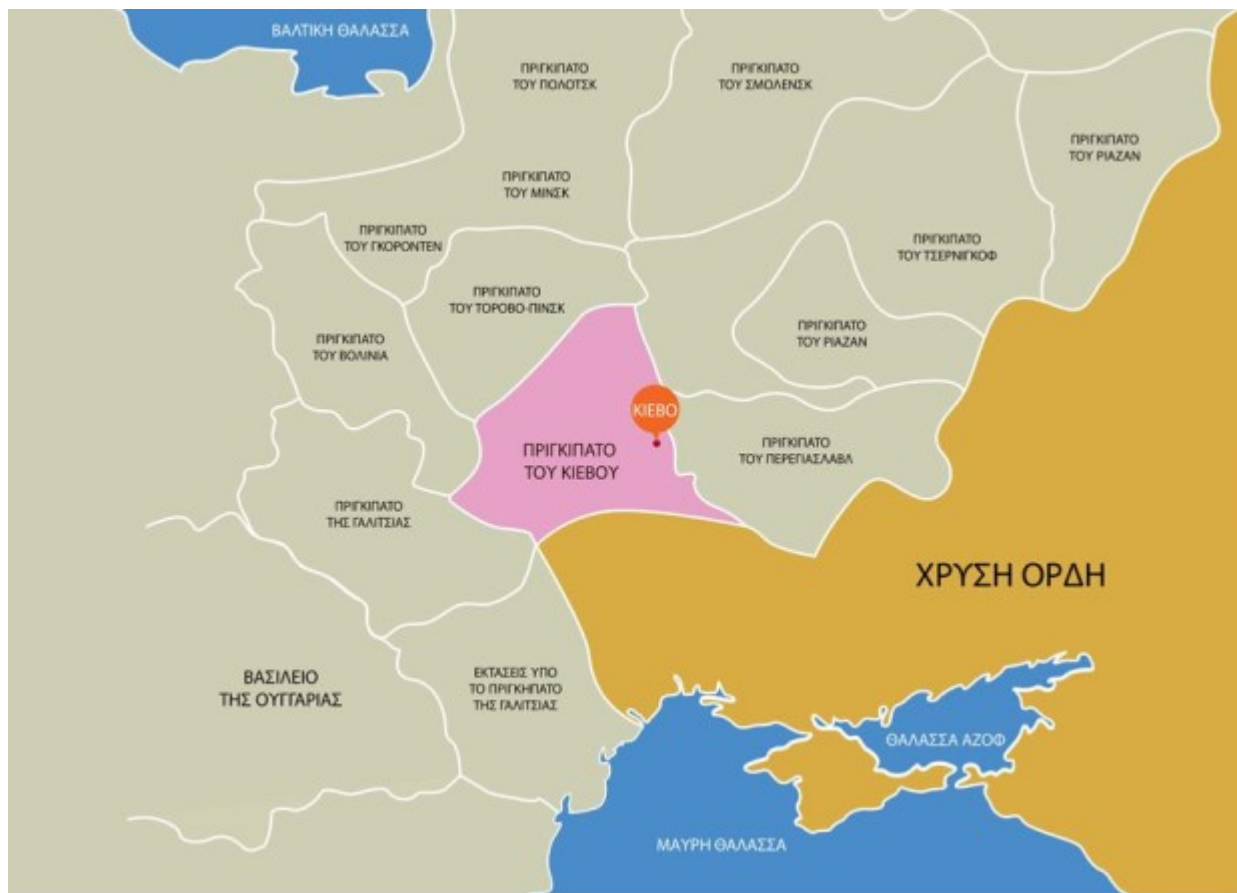 ΒΑΛΤΙΚΗ ΘΑΛΑΣΣΑ
ΠΡΙΓΚΙΠΑΤΟ
ΤΟΥ ΠΟΛΟΤΣΚ
ΠΡΙΓΚΙΠΑΤΟ
ΤΟΥ ΣΜΟΛΕΝΣΚ
ΠΡΙΓΚΙΠΑΤΟ
ΤΟΥ ΡΙΑΖΑΝ
ΠΡΙΓΚΙΠΑΤΟ
ΤΟΥ ΜΙΝΣΚ
ΠΡΙΓΚΙΠΑΤΟ
ΤΟΥ ΓΚΟΡΟΝΤΕΝ
ΠΡΙΓΚΙΠΑΤΟ
ΤΟΥ ΤΣΕΡΝΙΓΚΟΦ
ΠΡΙΓΚΙΠΑΤΟ
ΤΟΥ ΤΟΡΟΒΟ-ΠΙΝΣΚ
ΠΡΙΓΚΙΠΑΤΟ
ΤΟΥ ΒΟΛΙΝΙΑ
ΠΡΙΓΚΙΠΑΤΟ
ΤΟΥ ΡΙΑΖΑΝ
ΚΙΕΒΟ
ΠΡΙΓΚΙΠΑΤΟ
ΤΟΥ ΚΙΕΒΟΥ
ΠΡΙΓΚΙΠΑΤΟ
ΤΟΥ ΠΕΡΕΓΙΑΣΛΑΒΛ
ΠΡΙΓΚΙΠΑΤΟ
ΤΗΣ ΓΑΛΙΤΣΙΑΣ
ΧΡΥΣΗ ΟΡΔΗ
ΒΑΣΙΛΕΙΟ
ΤΗΣ ΟΥΓΓΑΡΙΑΣ
ΕΚΤΑΣΕΙΣ ΥΠΟ
ΤΟ ΠΡΙΓΚΗΠΑΤΟ
ΤΗΣ ΓΑΛΙΤΣΙΑΣ
ΘΑΛΑΣΣΑ ΑΖΟΦ
ΜΑΥΡΗ ΘΑΛΑΣΣΑ